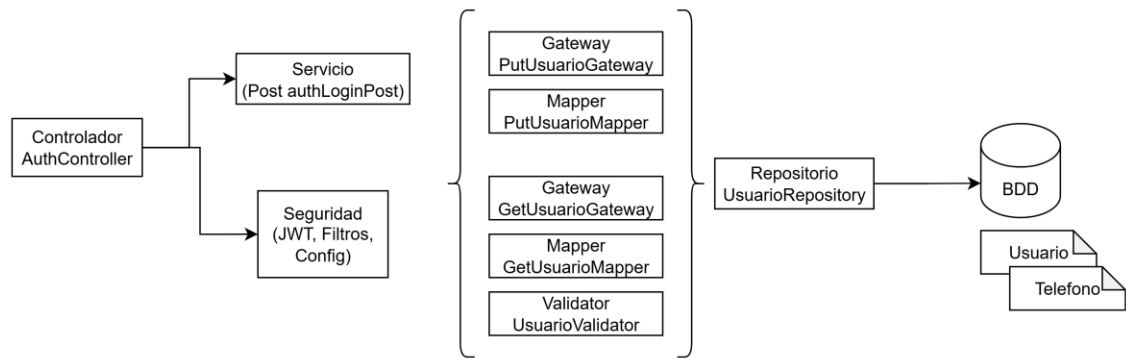 Controlador
AuthController
Servicio
(Post authLoginPost)
Seguridad
(JWT, Filtros,
Config)
Gateway
PutUsuarioGateway
Mapper
PutUsuarioMapper
Gateway
GetUsuarioGateway
Mapper
GetUsuarioMapper
Validator
UsuarioValidator
Repositorio
UsuarioRepository
BDD
Usuario
Telefono